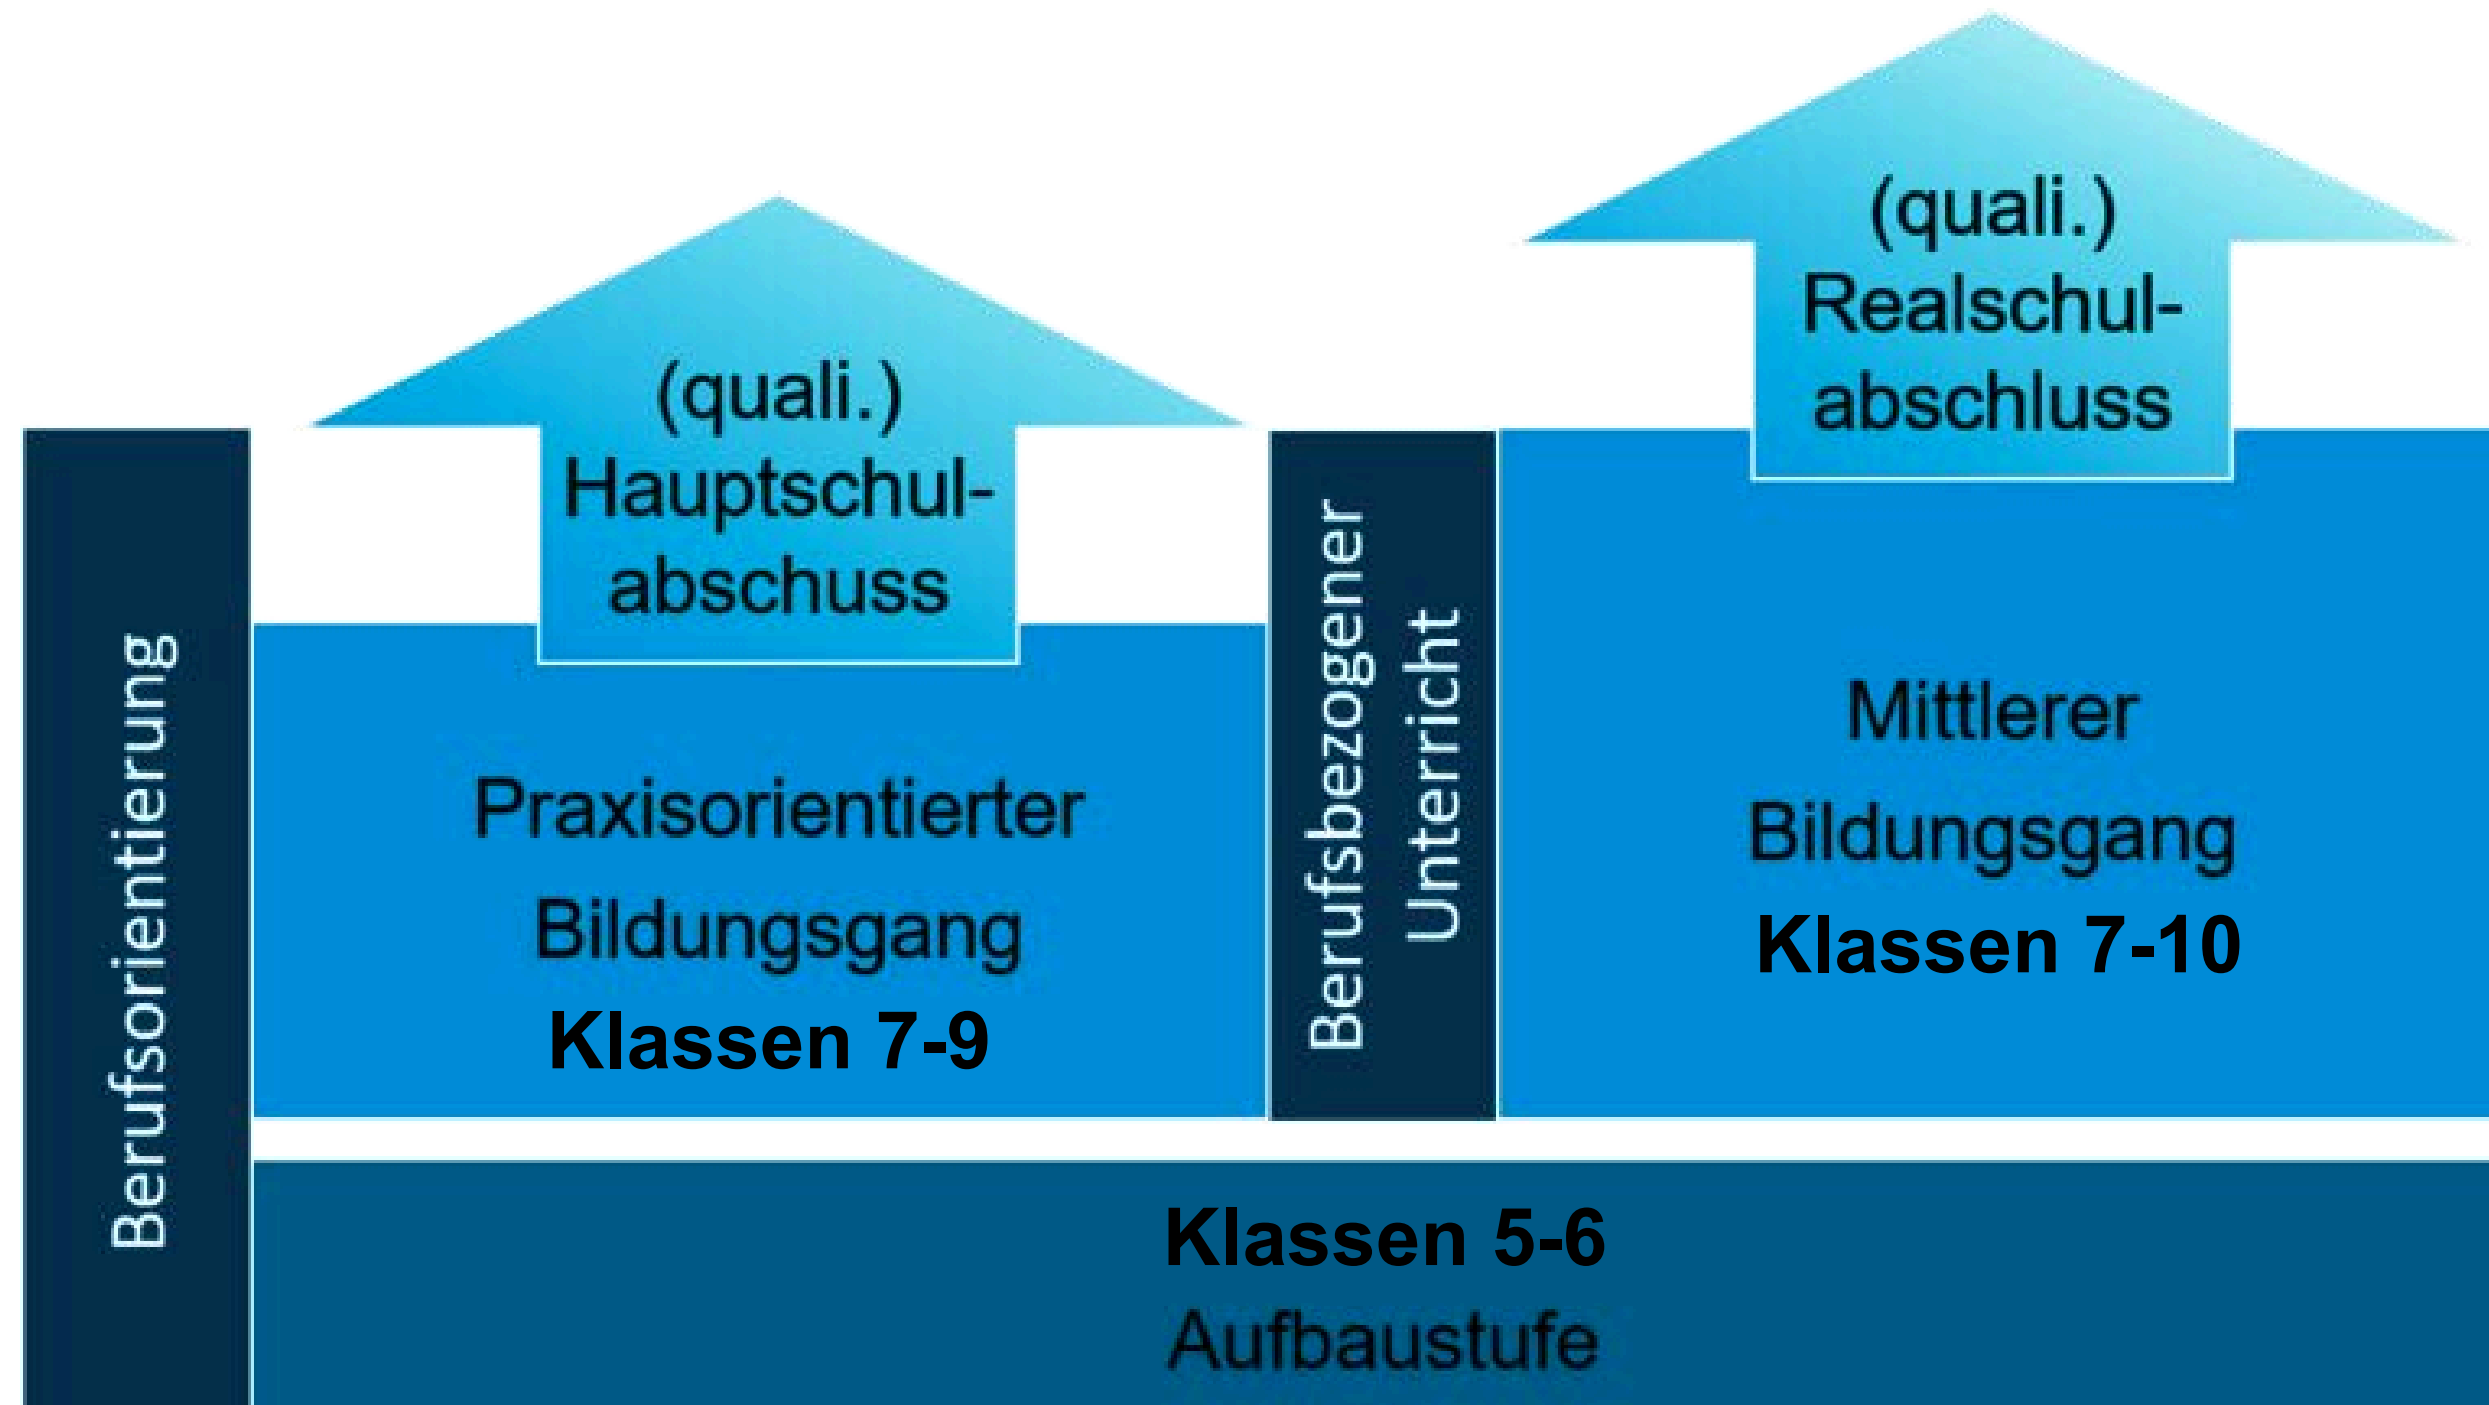 (quali.)
Realschul-
abschluss
(quali.)
Hauptschul-
abschuss
Berufsorientierung
Praxisorientierter
Bildungsgang
Klassen 7-9
Berufsbezogener
Unterricht
Mittlerer
Bildungsgang
Klassen 7-10
Klassen 5-6
Aufbaustufe